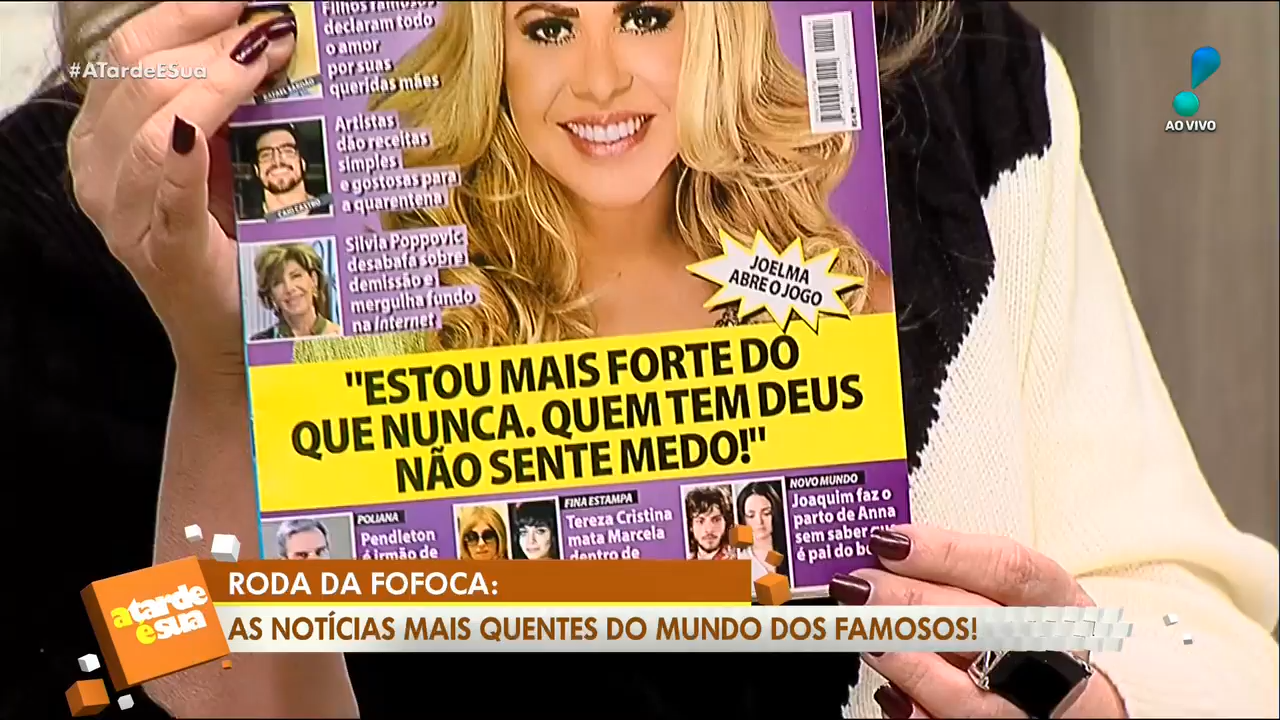 #ATardeESua
AO VIVO
Filhos famosos
declaram todo
o amor
por suas
queridas mães
Artistas
dão receitas
simples
e gostosas para
a quarentena
CAIO CASTRO
Silvia Poppovic
desabafa sobre
demissão e
mergulha fundo
na Internet
JOELMA
ABRE O JOGO
"ESTOU MAIS FORTE DO
QUE NUNCA. QUEM TEM DEUS
NÃO SENTE MEDO!"
POLIANA
Pendleton
é irmão de
FINA ESTAMPA
Tereza Cristina
mata Marcela
dentro de
NOVO MUNDO
Joaquim faz o
parto de Anna
sem saber que
é pai do
a tarde
é sua
RODA DA FOFOCA:
AS NOTÍCIAS MAIS QUENTES DO MUNDO DOS FAMOSOS!